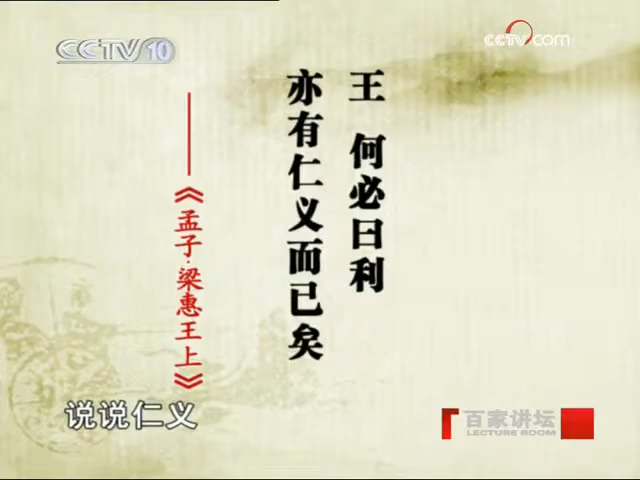 CCTV 10
CCTV.com
王 何必曰利
亦有仁义而已矣
——《孟子·梁惠王上》
说说仁义
百家讲坛
LECTURE ROOM